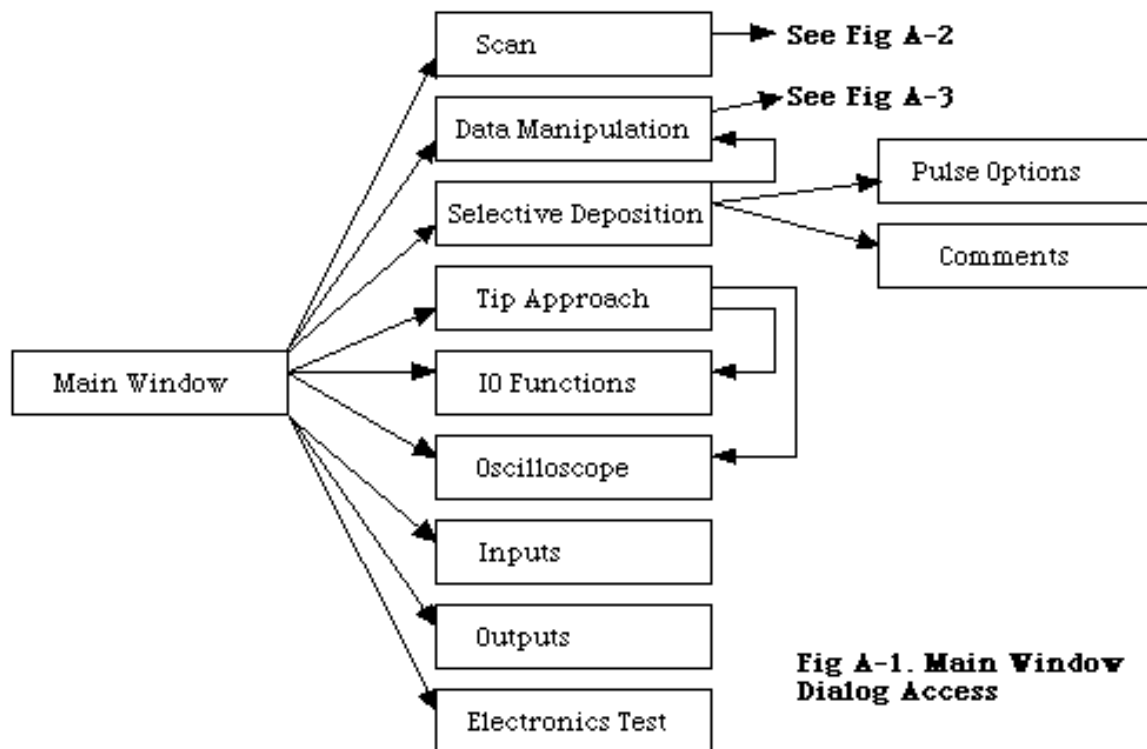 Scan
See Fig A-2
Data Manipulation
See Fig A-3
Selective Deposition
Pulse Options
Comments
Tip Approach
Main Window
IO Functions
Oscilloscope
Inputs
Outputs
Electronics Test
Fig A-1. Main Window
Dialog Access